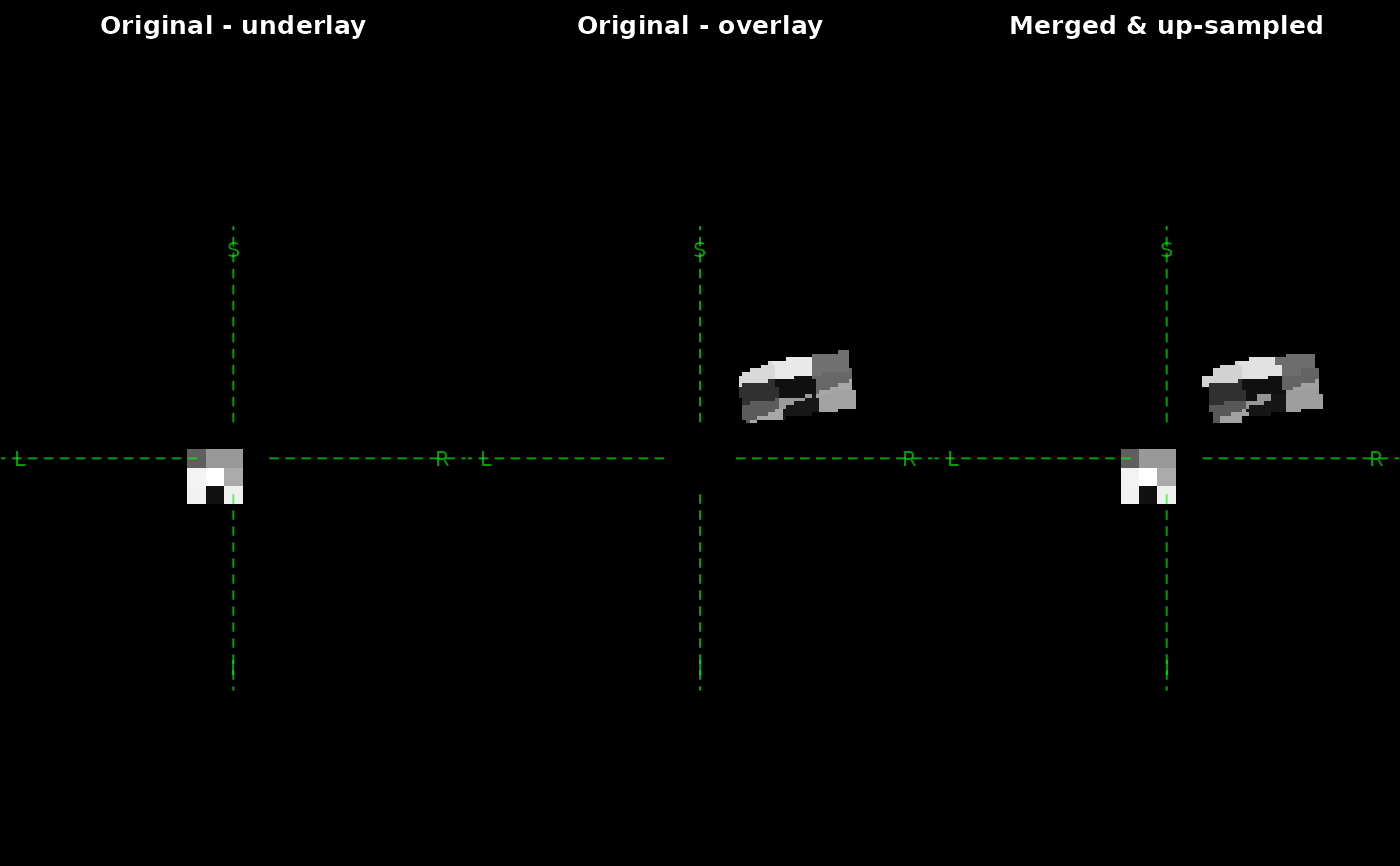 Original - underlay Original - overlay Merged & up-sampled
S S S
L R L R L R
I I I